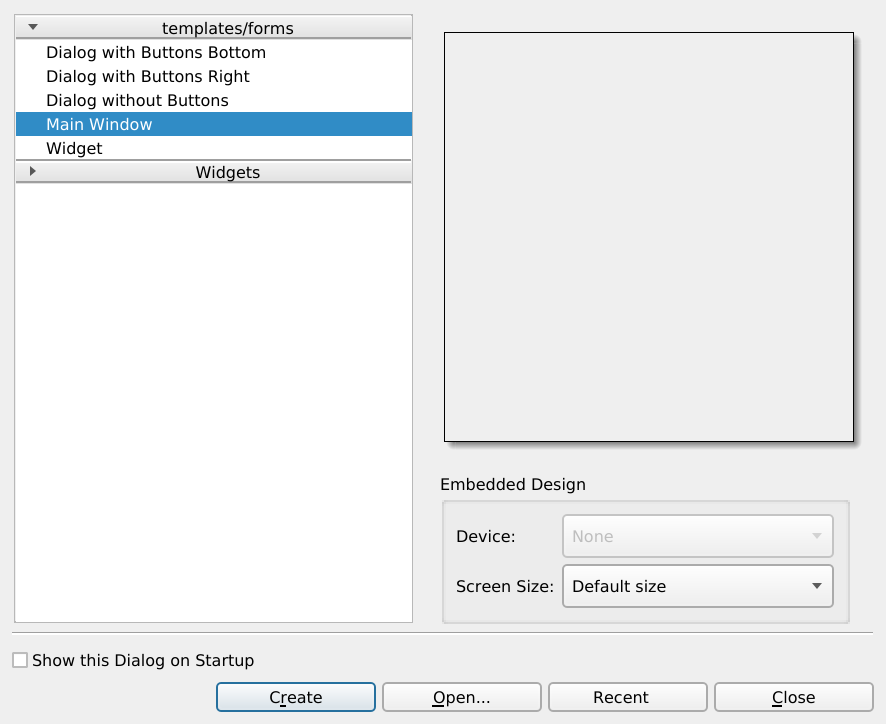 templates/forms
Dialog with Buttons Bottom
Dialog with Buttons Right
Dialog without Buttons
Main Window
Widget
Widgets
Embedded Design
Device: None
Screen Size: Default size
Show this Dialog on Startup
Create Open... Recent Close